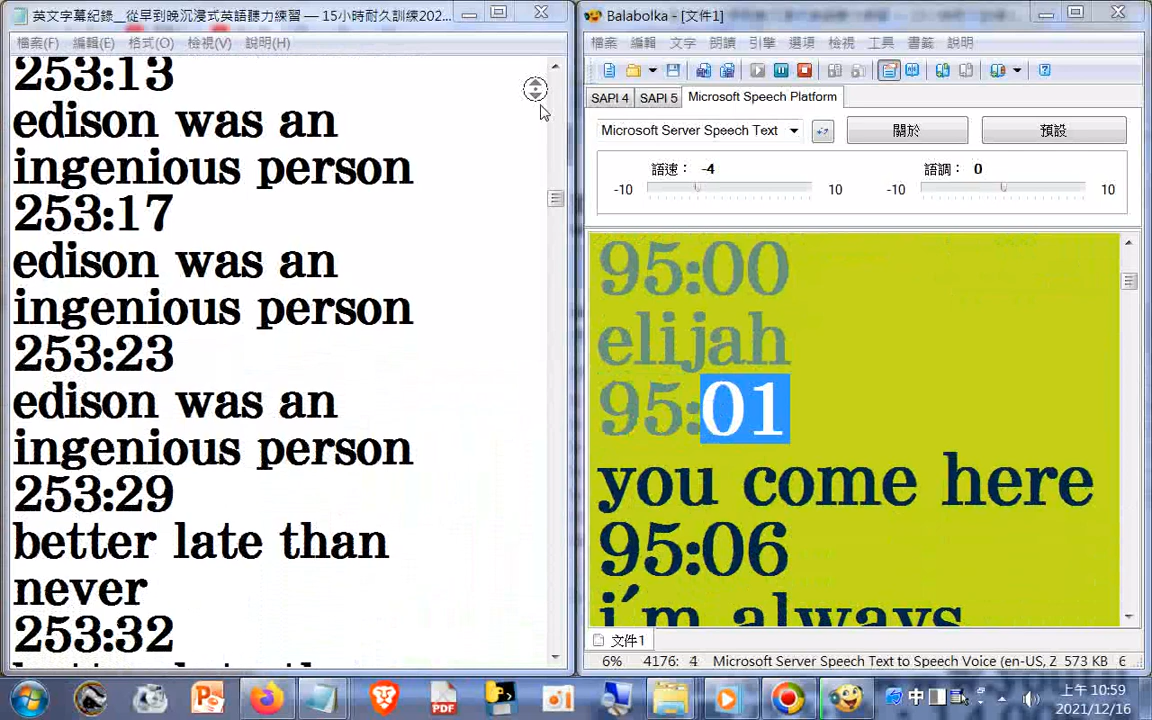 英文字幕紀錄__從早到晚沉浸式英語聽力練習 — 15小時耐久訓練202...
檔案(F) 編輯(E) 格式(O) 檢視(V) 說明(H)
253:13
edison was an
ingenious person
253:17
edison was an
ingenious person
253:23
edison was an
ingenious person
253:29
better late than
never
253:32
Balabolka - [文件1]
檔案 編輯 文字 朗讀 引擎 選項 檢視 工具 書籤 說明
SAPI 4 SAPI 5 Microsoft Speech Platform
Microsoft Server Speech Text 關於 預設
語速： -4 語調： 0
-10 10 -10 10
95:00
elijah
95:01
you come here
95:06
i'm always
文件1
6% 4176: 4 Microsoft Server Speech Text to Speech Voice (en-US, Z 573 KB 6
中 上午 10:59
2021/12/16